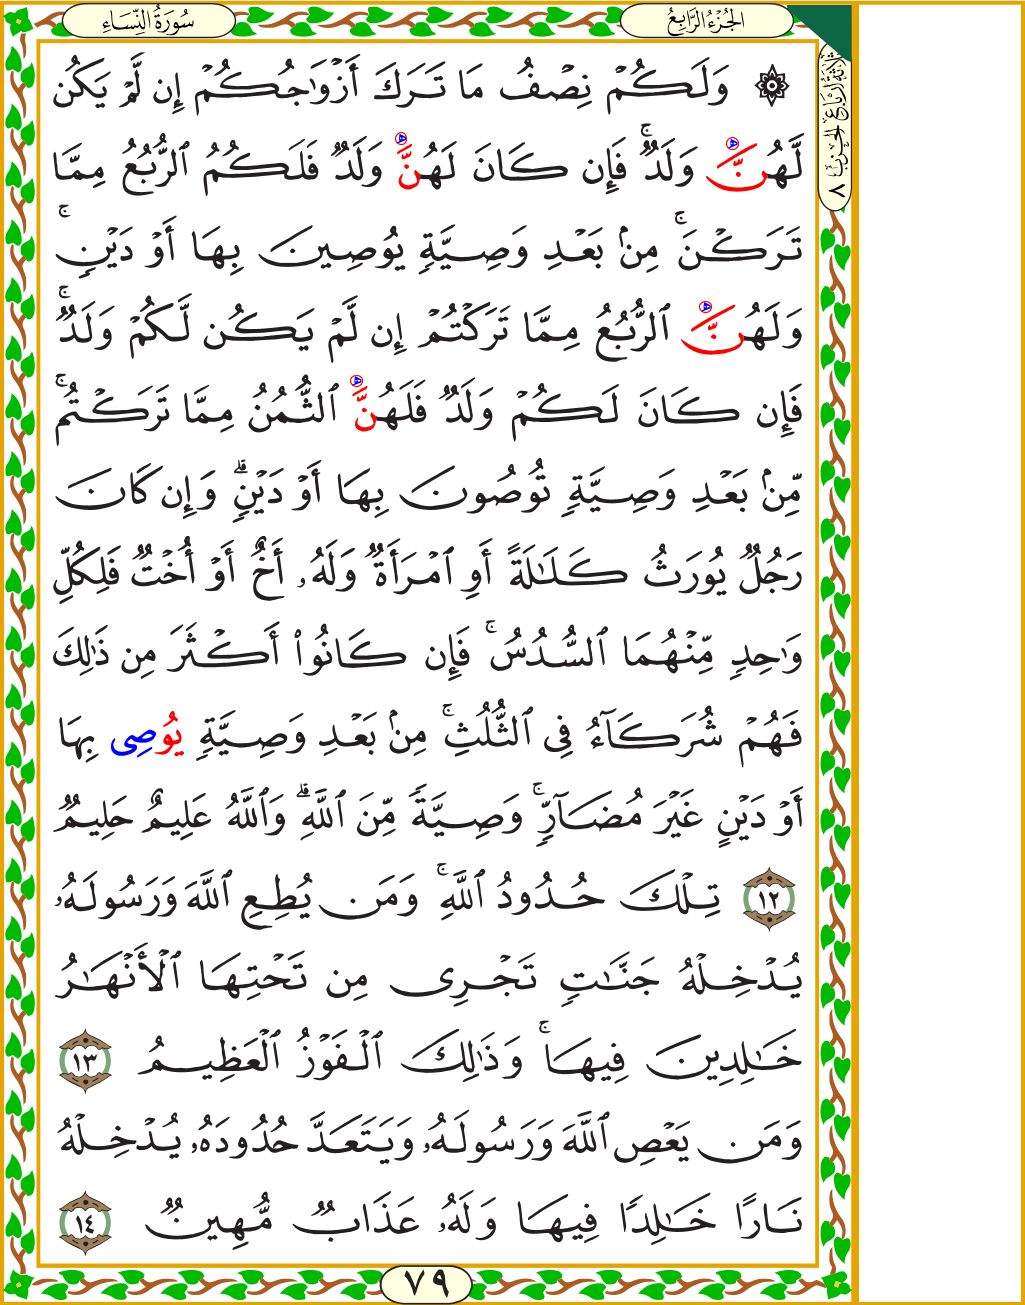 سُورَةُ النِّسَاءِ
الجُزْءُ الرَّابِعُ
ثَلَاثَةُ أَرْبَاعِ الحِزْبِ ٨
۞ وَلَكُمۡ نِصۡفُ مَا تَرَكَ أَزۡوَٰجُكُمۡ إِن لَّمۡ يَكُن
لَّهُنَّ وَلَدٞۚ فَإِن كَانَ لَهُنَّ وَلَدٞ فَلَكُمُ ٱلرُّبُعُ مِمَّا
تَرَكۡنَۚ مِنۢ بَعۡدِ وَصِيَّةٖ يُوصِينَ بِهَا أَوۡ دَيۡنٖۚ
وَلَهُنَّ ٱلرُّبُعُ مِمَّا تَرَكۡتُمۡ إِن لَّمۡ يَكُن لَّكُمۡ وَلَدٞۚ
فَإِن كَانَ لَكُمۡ وَلَدٞ فَلَهُنَّ ٱلثُّمُنُ مِمَّا تَرَكۡتُمۚ
مِّنۢ بَعۡدِ وَصِيَّةٖ تُوصُونَ بِهَا أَوۡ دَيۡنٖۗ وَإِن كَانَ
رَجُلٞ يُورَثُ كَلَٰلَةً أَوِ ٱمۡرَأَةٞ وَلَهُۥ أَخٌ أَوۡ أُخۡتٞ فَلِكُلِّ
وَٰحِدٖ مِّنۡهُمَا ٱلسُّدُسُۚ فَإِن كَانُوٓاْ أَكۡثَرَ مِن ذَٰلِكَ
فَهُمۡ شُرَكَآءُ فِي ٱلثُّلُثِۚ مِنۢ بَعۡدِ وَصِيَّةٖ يُوصِي بِهَا
أَوۡ دَيۡنٍ غَيۡرَ مُضَآرّٖۚ وَصِيَّةٗ مِّنَ ٱللَّهِۗ وَٱللَّهُ عَلِيمٌ حَلِيمٞ
١٢ تِلۡكَ حُدُودُ ٱللَّهِۚ وَمَن يُطِعِ ٱللَّهَ وَرَسُولَهُۥ
يُدۡخِلۡهُ جَنَّٰتٖ تَجۡرِي مِن تَحۡتِهَا ٱلۡأَنۡهَٰرُ
خَٰلِدِينَ فِيهَاۚ وَذَٰلِكَ ٱلۡفَوۡزُ ٱلۡعَظِيمُ ١٣
وَمَن يَعۡصِ ٱللَّهَ وَرَسُولَهُۥ وَيَتَعَدَّ حُدُودَهُۥ يُدۡخِلۡهُ
نَارًا خَٰلِدٗا فِيهَا وَلَهُۥ عَذَابٞ مُّهِينٞ ١٤
٧٩